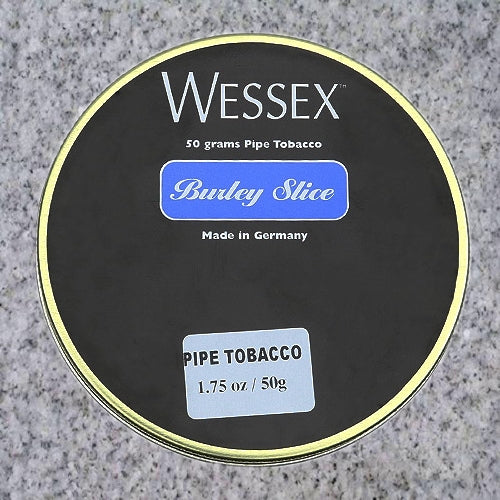 WESSEX™
50 grams Pipe Tobacco
Burley Slice
Made in Germany
PIPE TOBACCO
1.75 oz / 50g